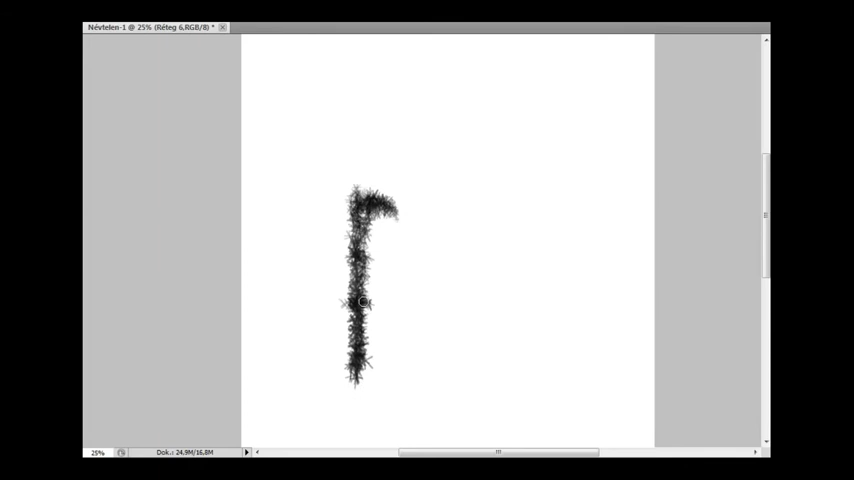 Névtelen-1 @ 25% (Réteg 6,RGB/8) *
25%
Dok.: 24,9M/16,8M